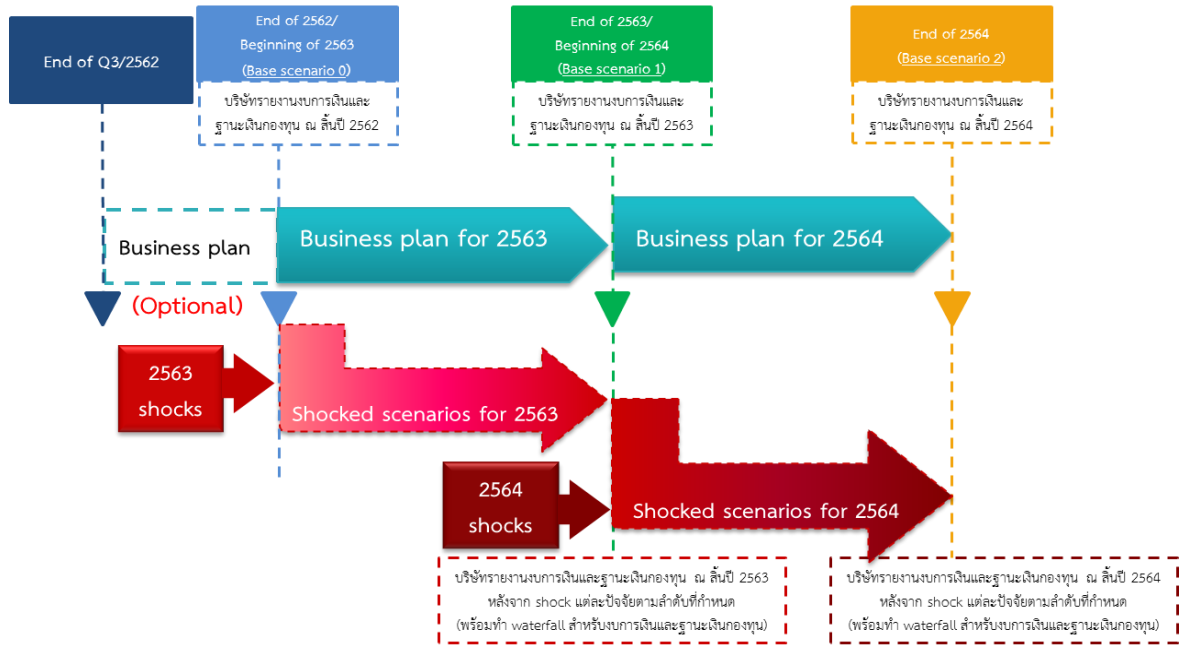 End of Q3/2562
End of 2562/
Beginning of 2563
(Base scenario 0)
บริษัทรายงานงบการเงินและ
ฐานะเงินกองทุน ณ สิ้นปี 2562
End of 2563/
Beginning of 2564
(Base scenario 1)
บริษัทรายงานงบการเงินและ
ฐานะเงินกองทุน ณ สิ้นปี 2563
End of 2564
(Base scenario 2)
บริษัทรายงานงบการเงินและ
ฐานะเงินกองทุน ณ สิ้นปี 2564
Business plan
(Optional)
Business plan for 2563
Business plan for 2564
2563
shocks
Shocked scenarios for 2563
2564
shocks
Shocked scenarios for 2564
บริษัทรายงานงบการเงินและฐานะเงินกองทุน ณ สิ้นปี 2563
หลังจาก shock แต่ละปัจจัยตามลำดับที่กำหนด
(พร้อมทำ waterfall สำหรับงบการเงินและฐานะเงินกองทุน)
บริษัทรายงานงบการเงินและฐานะเงินกองทุน ณ สิ้นปี 2564
หลังจาก shock แต่ละปัจจัยตามลำดับที่กำหนด
(พร้อมทำ waterfall สำหรับงบการเงินและฐานะเงินกองทุน)